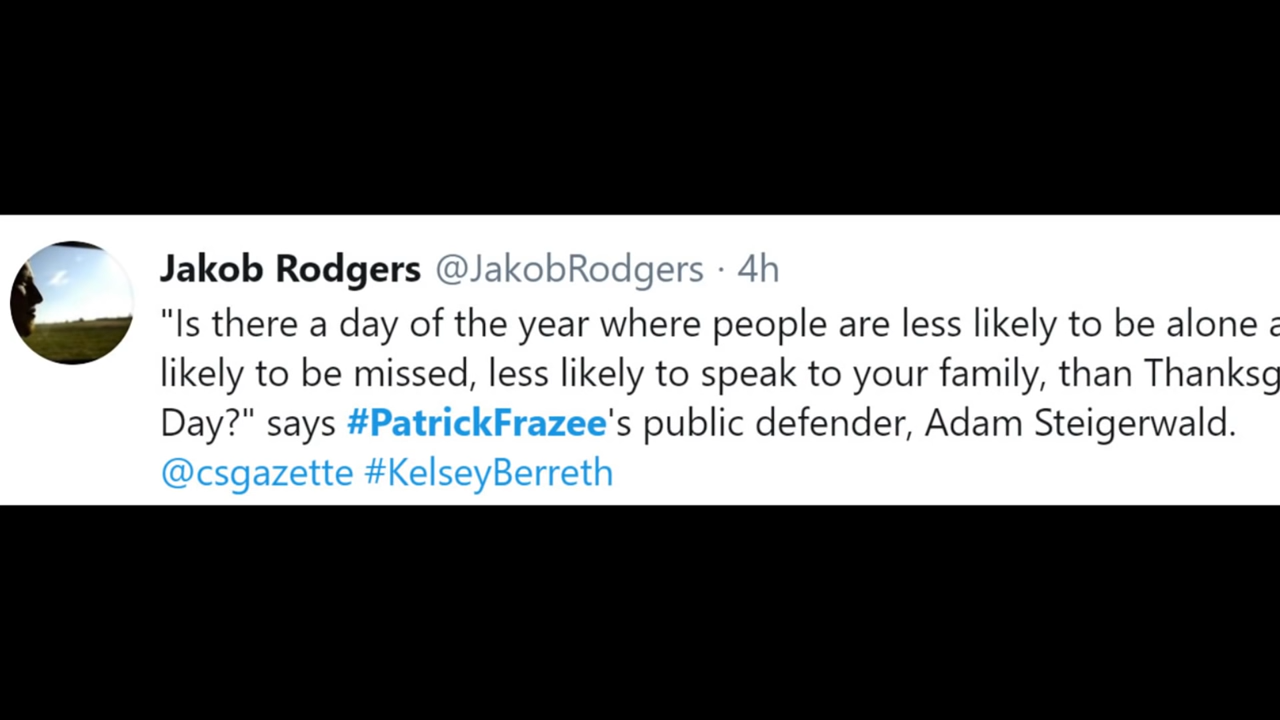 Jakob Rodgers @JakobRodgers · 4h
"Is there a day of the year where people are less likely to be alone
likely to be missed, less likely to speak to your family, than
Day?" says #PatrickFrazee's public defender, Adam Steigerwald.
@csgazette #KelseyBerreth